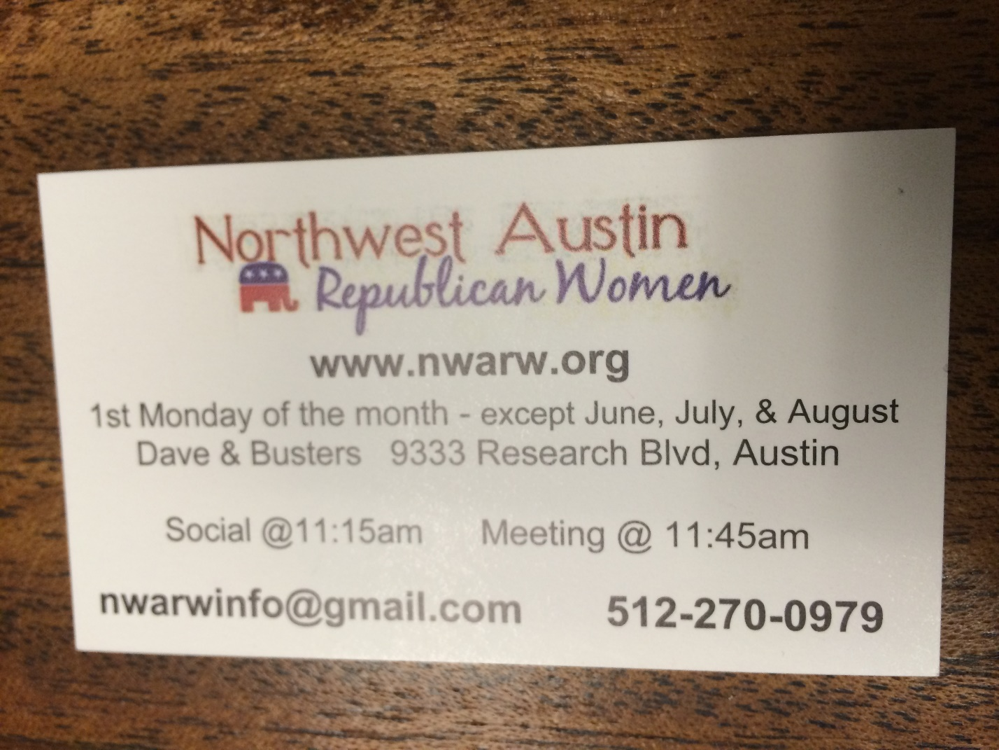 Northwest Austin
Republican Women
www.nwarw.org
1st Monday of the month - except June, July, & August
Dave & Busters 9333 Research Blvd, Austin
Social @11:15am Meeting @ 11:45am
nwarwinfo@gmail.com 512-270-0979